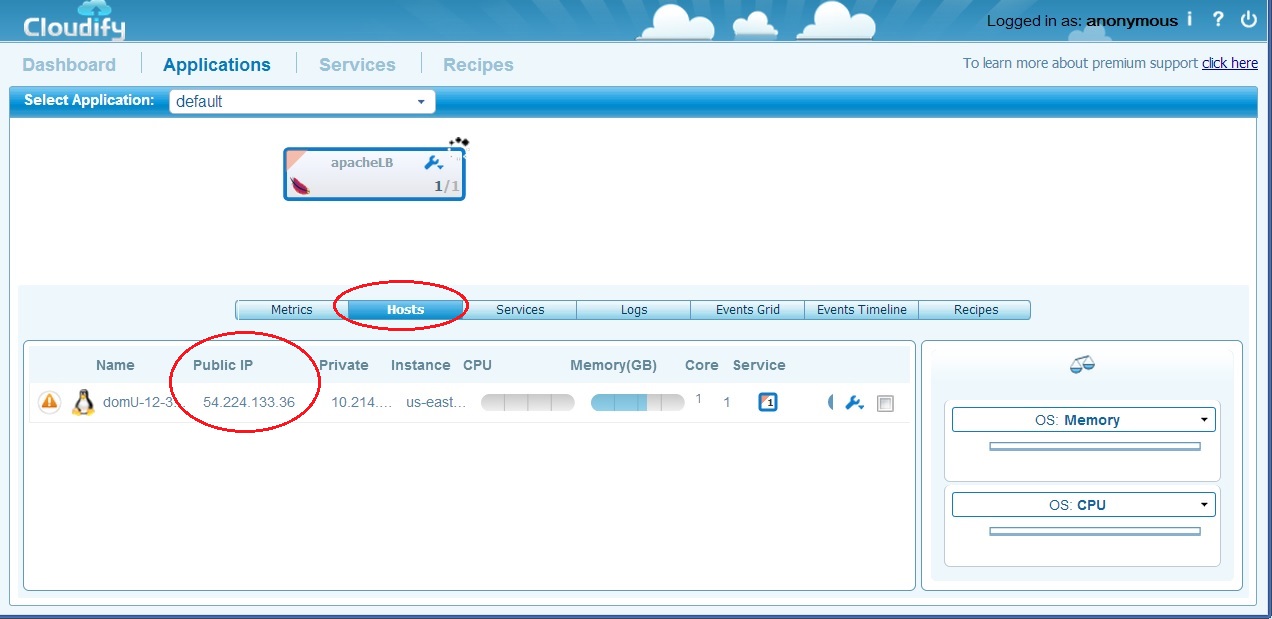 Cloudify
Logged in as: anonymous i ?
Dashboard Applications Services Recipes
To learn more about premium support click here
Select Application: default
apacheLB
1/1
Metrics Hosts Services Logs Events Grid Events Timeline Recipes
Name Public IP Private Instance CPU Memory(GB) Core Service
domU-12-3... 54.224.133.36 10.214.... us-east... 1 1 1
OS: Memory
OS: CPU